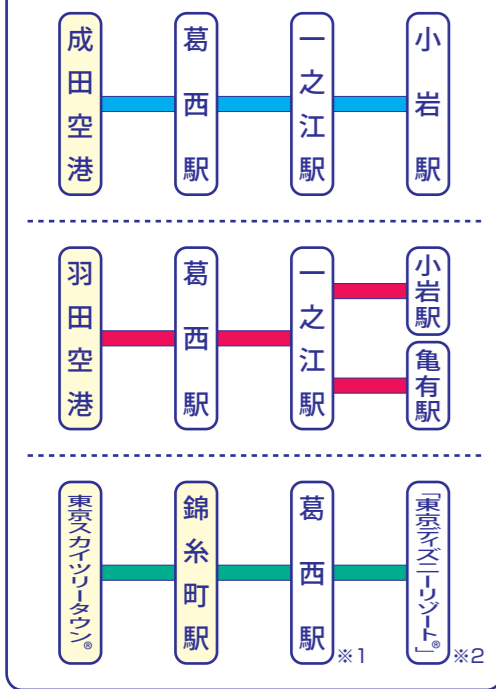 成田空港
葛西駅
一之江駅
小岩駅
羽田空港
葛西駅
一之江駅
小岩駅
亀有駅
東京スカイツリータウン®
錦糸町駅
葛西駅
※1
「東京ディズニーリゾート®」
※2